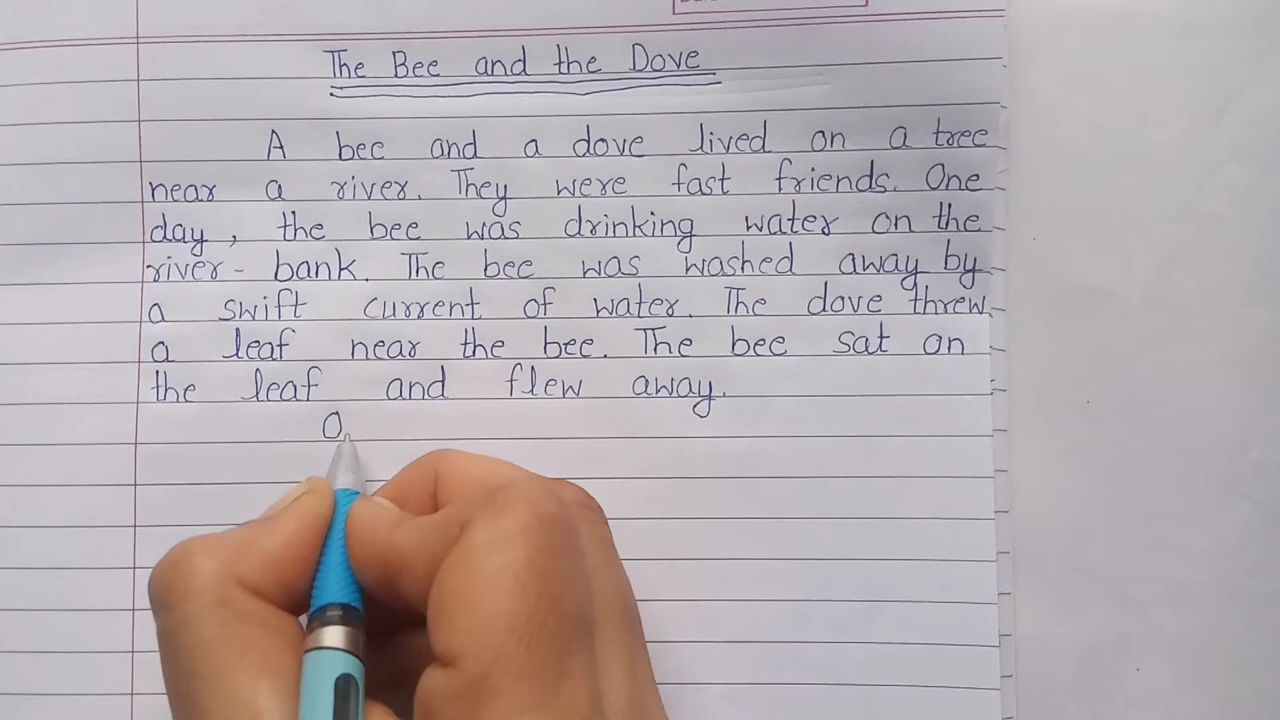 The Bee and the Dove
A bee and a dove lived on a tree
near a river. They were fast friends. One
day, the bee was drinking water on the
river-bank. The bee was washed away by
a swift current of water. The dove threw
a leaf near the bee. The bee sat on
the leaf and flew away.
O